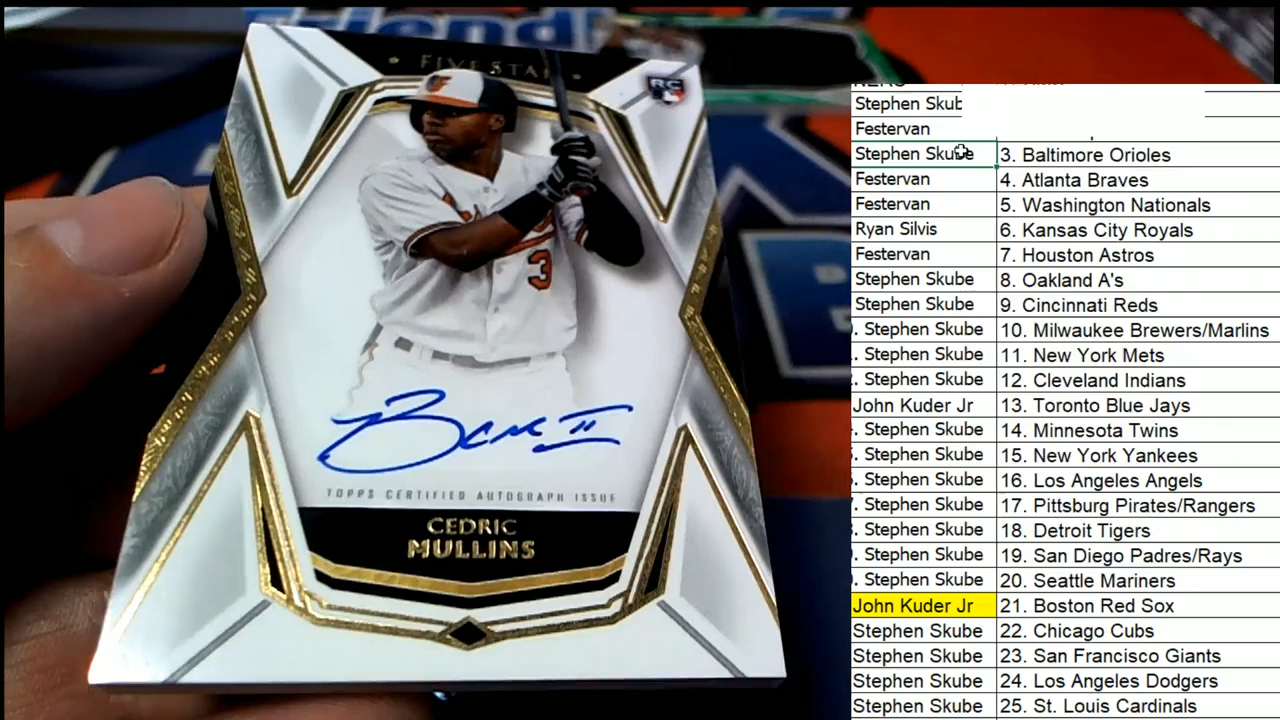 FIVE STAR
RC
3
TOPPS CERTIFIED AUTOGRAPH ISSUE
CEDRIC
MULLINS
Stephen Skub
Festervan
Stephen Skube 3. Baltimore Orioles
Festervan 4. Atlanta Braves
Festervan 5. Washington Nationals
Ryan Silvis 6. Kansas City Royals
Festervan 7. Houston Astros
Stephen Skube 8. Oakland A's
Stephen Skube 9. Cincinnati Reds
. Stephen Skube 10. Milwaukee Brewers/Marlins
. Stephen Skube 11. New York Mets
. Stephen Skube 12. Cleveland Indians
John Kuder Jr 13. Toronto Blue Jays
. Stephen Skube 14. Minnesota Twins
. Stephen Skube 15. New York Yankees
. Stephen Skube 16. Los Angeles Angels
. Stephen Skube 17. Pittsburg Pirates/Rangers
. Stephen Skube 18. Detroit Tigers
. Stephen Skube 19. San Diego Padres/Rays
. Stephen Skube 20. Seattle Mariners
John Kuder Jr 21. Boston Red Sox
Stephen Skube 22. Chicago Cubs
Stephen Skube 23. San Francisco Giants
Stephen Skube 24. Los Angeles Dodgers
Stephen Skube 25. St. Louis Cardinals